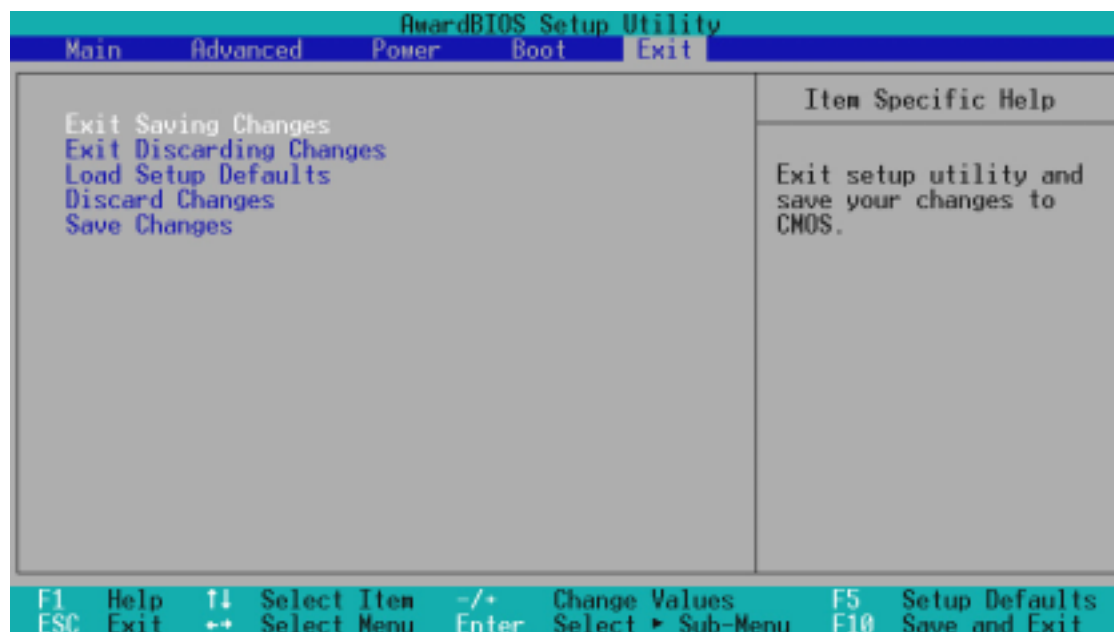 AwardBIOS Setup Utility
Main Advanced Power Boot Exit
Item Specific Help
Exit Saving Changes
Exit Discarding Changes
Load Setup Defaults
Discard Changes
Save Changes
Exit setup utility and
save your changes to
CMOS.
F1 Help ↑↓ Select Item -/+ Change Values F5 Setup Defaults
ESC Exit ←→ Select Menu Enter Select ► Sub-Menu F10 Save and Exit